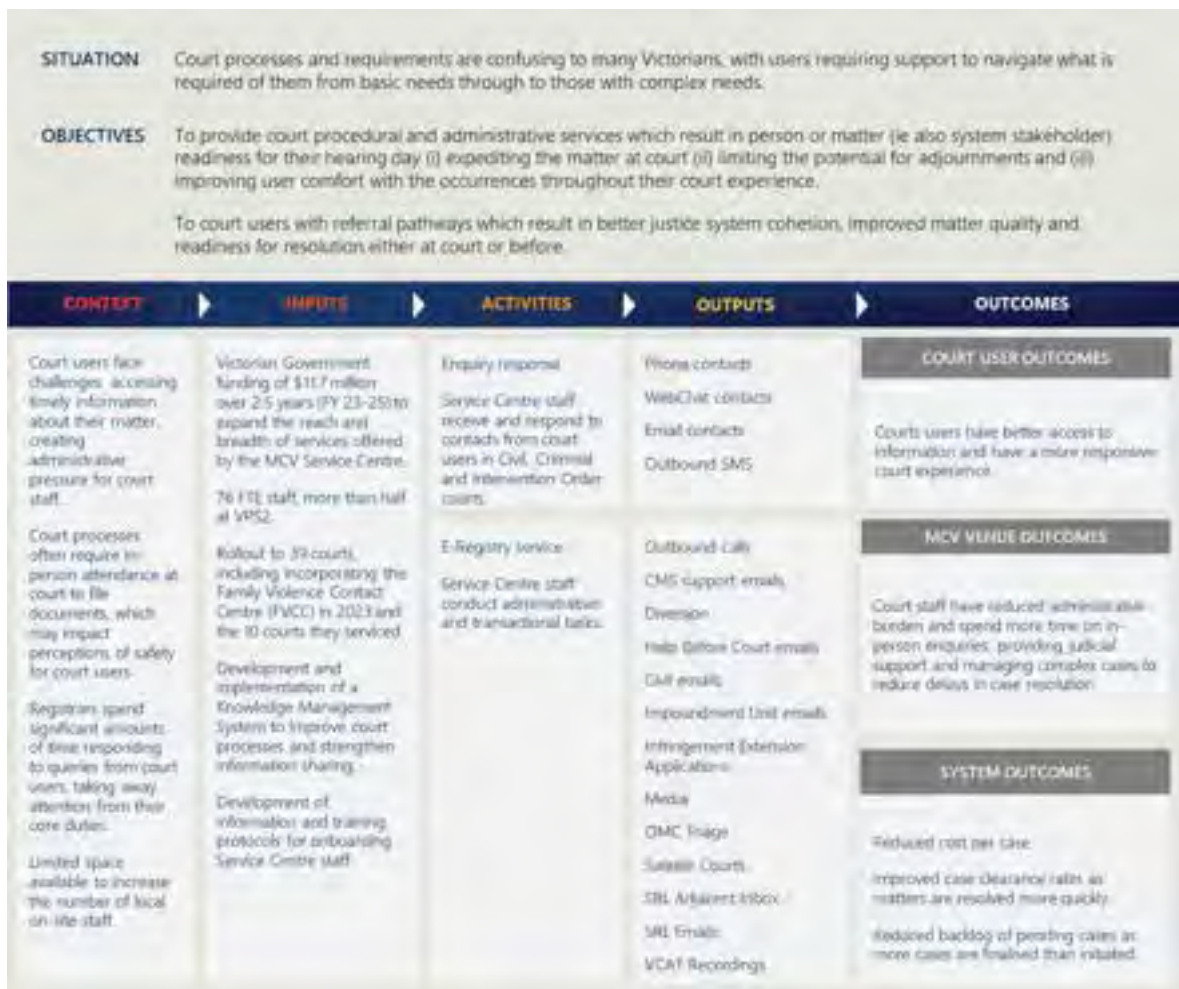 SITUATION
Court processes and requirements are confusing to many Victorians, with users requiring support to navigate what is
required of them from basic needs through to those with complex needs.
OBJECTIVES
To provide court procedural and administrative services which result in person or matter (ie also system stakeholder)
readiness for their hearing day (i) expediting the matter at court (ii) limiting the potential for adjournments and (iii)
improving user comfort with the occurrences throughout their court experience.
To court users with referral pathways which result in better justice system cohesion, improved matter quality and
readiness for resolution either at court or before.
CONTEXT
INPUTS
ACTIVITIES
OUTPUTS
OUTCOMES
Court users face
challenges accessing
timely information
about their matter,
creating
administrative
pressure for court
staff.
Court processes
often require in-
person attendance at
court to file
documents, which
may impact
perceptions of safety
for court users.
Registrars spend
significant amounts
of time responding
to queries from court
users, taking away
attention from their
core duties.
Limited space
available to increase
the number of local
on-site staff.
Victorian Government
funding of $11.7 million
over 2.5 years (FY 23-25) to
expand the reach and
breadth of services offered
by the MCV Service Centre.
76 FTE staff, more than half
at VPS2.
Rollout to 39 courts,
including incorporating the
Family Violence Contact
Centre (FVCC) in 2023 and
the 10 courts they serviced
Development and
implementation of a
Knowledge Management
System to improve court
processes and strengthen
information sharing.
Development of
information and training
protocols for onboarding
Service Centre staff
Enquiry response
Service Centre staff
receive and respond to
contacts from court
users in Civil, Criminal
and Intervention Order
courts.
E-Registry service
Service Centre staff
conduct administrative
and transactional tasks.
Phone contacts
WebChat contacts
Email contacts
Outbound SMS
Outbound calls
CMS support emails
Diversion
Help Before Court emails
Civil emails
Impoundment Unit emails
Infringement Extension
Applications
Media
OMC Triage
Satellite Courts
SRL Adjacent Inbox
SRL Emails
VCAT Recordings
COURT USER OUTCOMES
Courts users have better access to
information and have a more responsive
court experience.
MCV VENUE OUTCOMES
Court staff have reduced administrative
burden and spend more time on in-
person enquiries, providing judicial
support and managing complex cases to
reduce delays in case resolution
SYSTEM OUTCOMES
Reduced cost per case
Improved case clearance rates as
matters are resolved more quickly.
Reduced backlog of pending cases as
more cases are finalised than initiated.